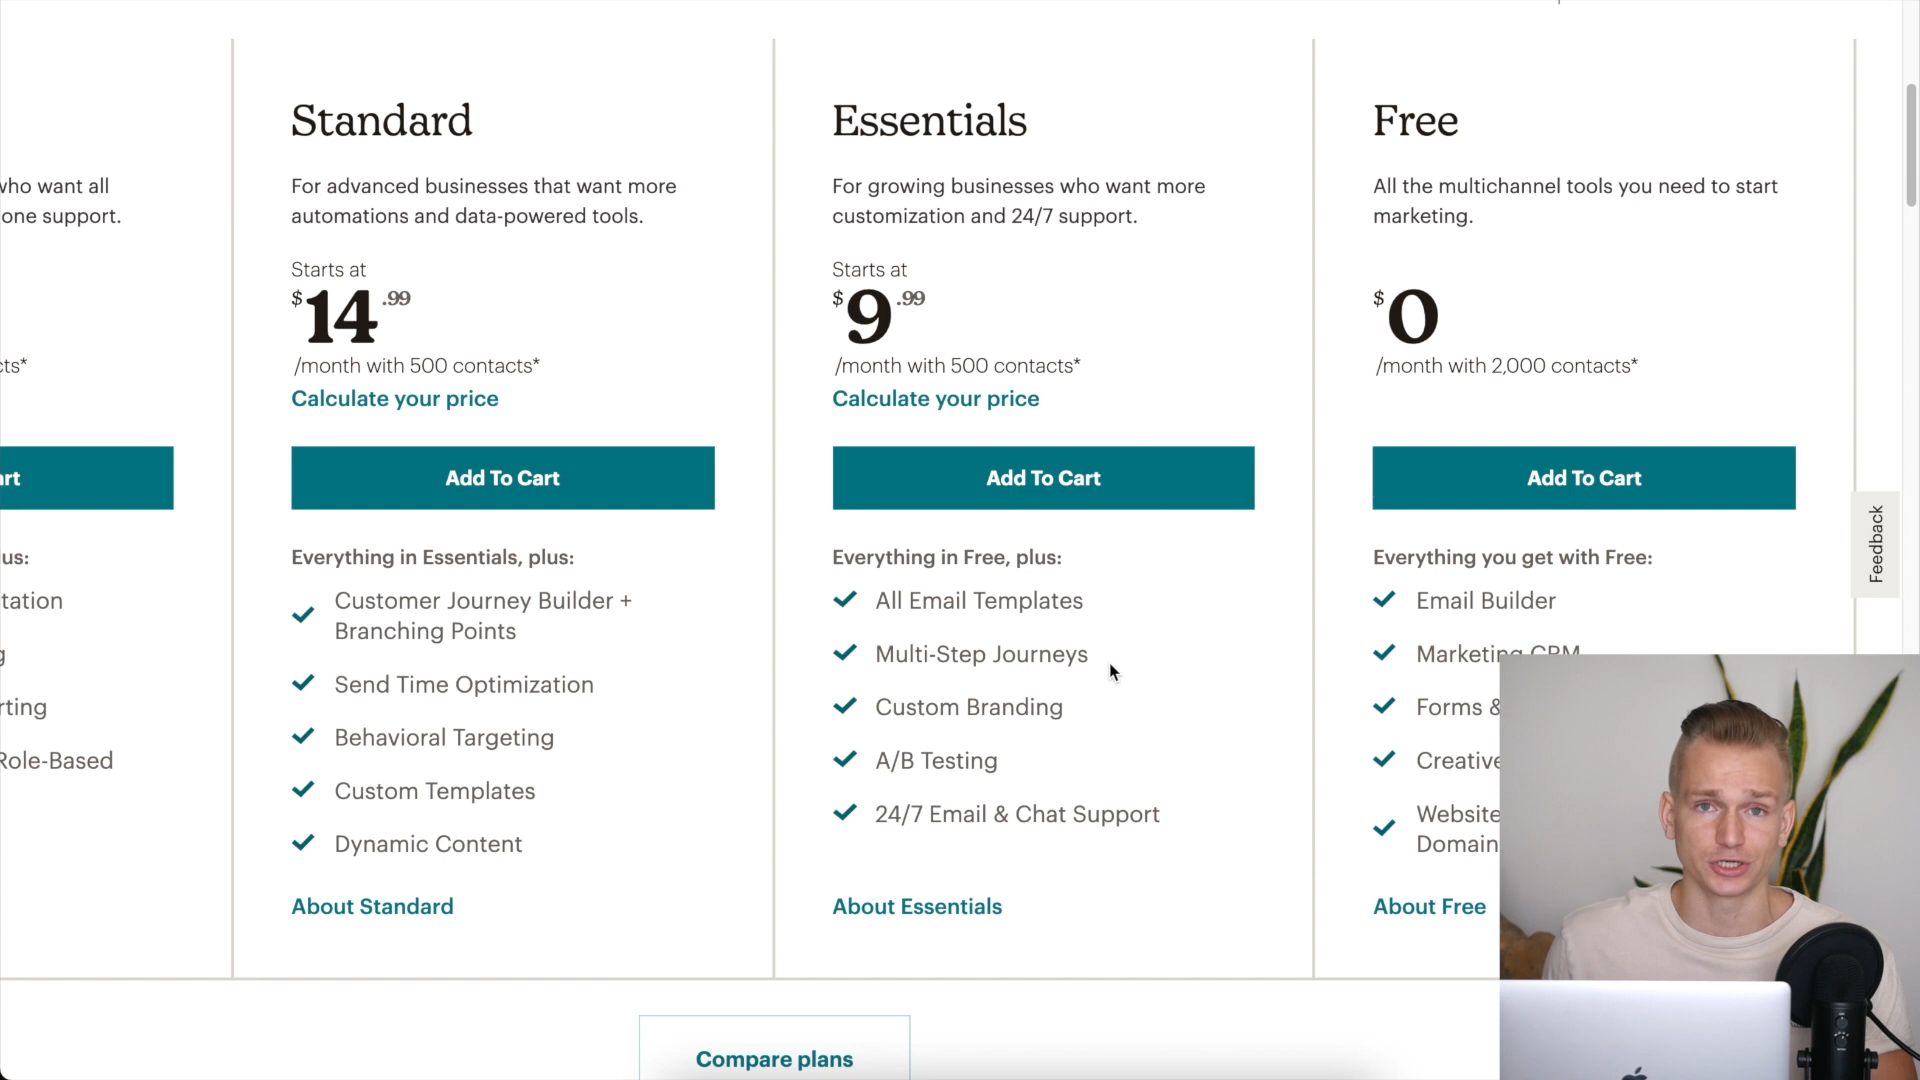 who want all
one support.
cts*
art
us:
tation
g
rting
Role-Based
Standard
For advanced businesses that want more
automations and data-powered tools.
Starts at
$14.99
/month with 500 contacts*
Calculate your price
Add To Cart
Everything in Essentials, plus:
Customer Journey Builder +
Branching Points
Send Time Optimization
Behavioral Targeting
Custom Templates
Dynamic Content
About Standard
Essentials
For growing businesses who want more
customization and 24/7 support.
Starts at
$9.99
/month with 500 contacts*
Calculate your price
Add To Cart
Everything in Free, plus:
All Email Templates
Multi-Step Journeys
Custom Branding
A/B Testing
24/7 Email & Chat Support
About Essentials
Free
All the multichannel tools you need to start
marketing.
$0
/month with 2,000 contacts*
Add To Cart
Everything you get with Free:
Email Builder
Marketing CRM
Forms &
Creative
Website
Domain
About Free
Feedback
Compare plans